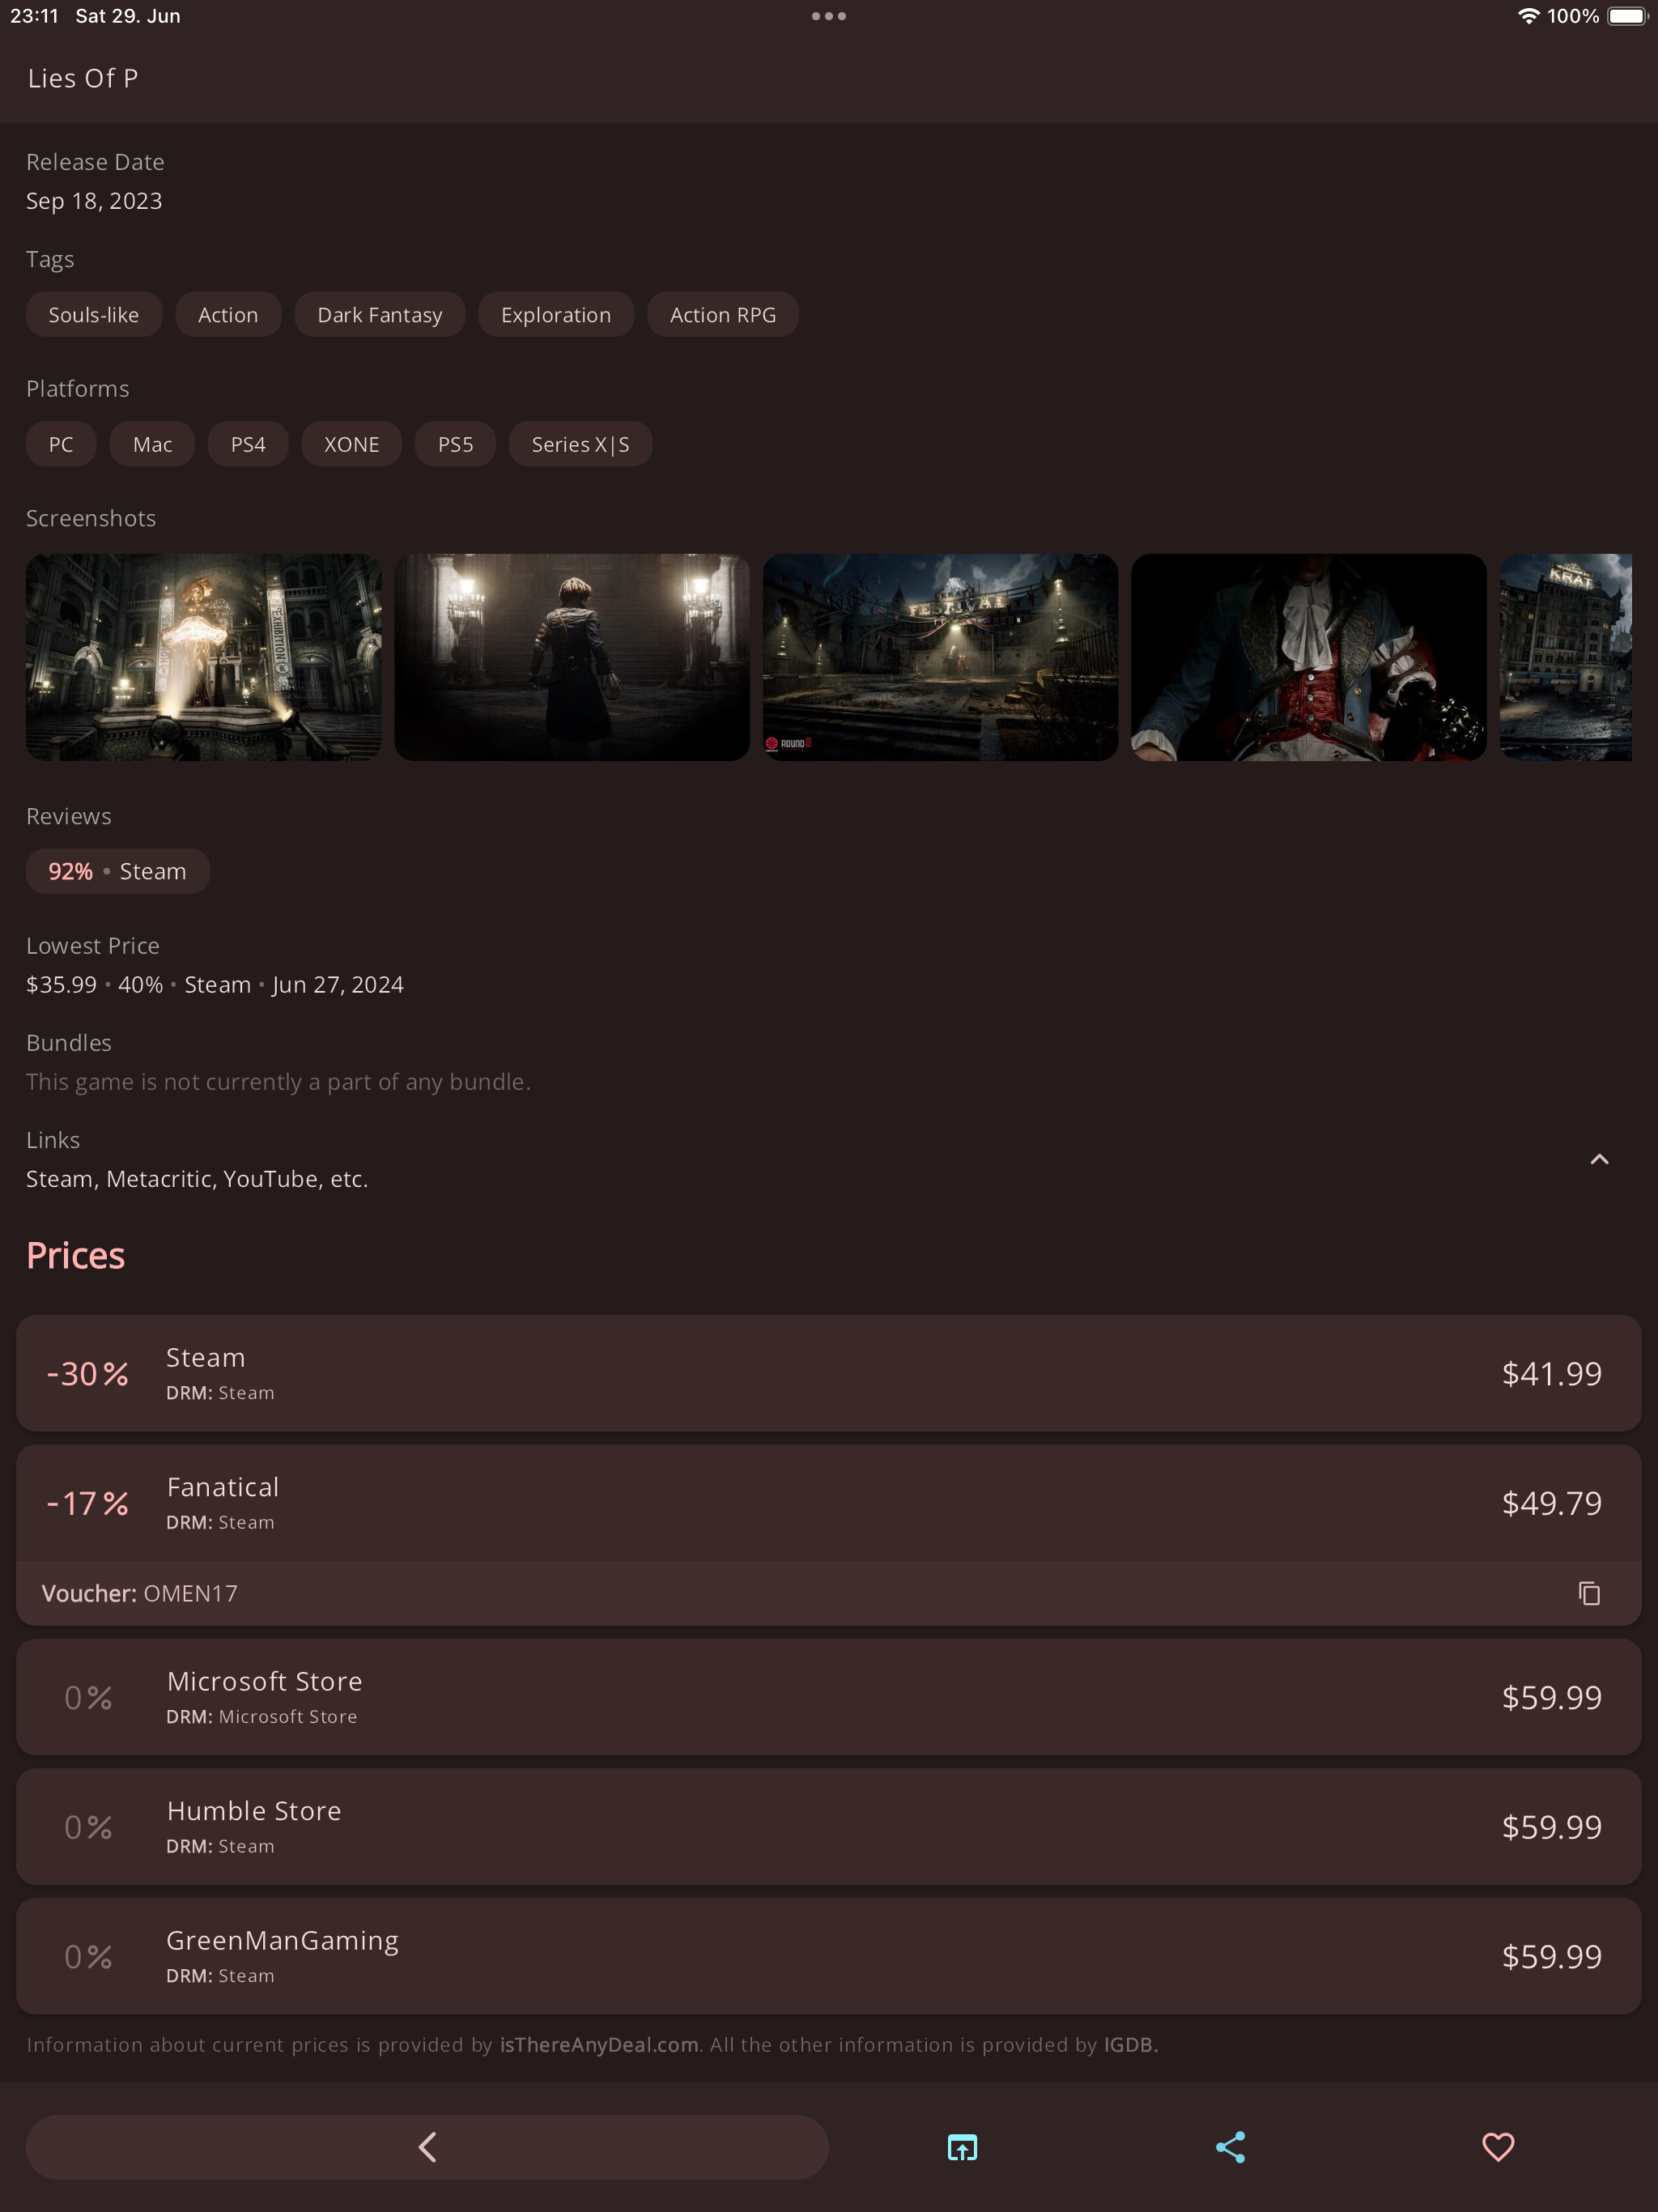 23:11 Sat 29. Jun 100%
Lies Of P
Release Date
Sep 18, 2023
Tags
Souls-like Action Dark Fantasy Exploration Action RPG
Platforms
PC Mac PS4 XONE PS5 Series X|S
Screenshots
EXHIBITION
FESTIVAL
ROUND8
KRAT
Reviews
92% • Steam
Lowest Price
$35.99 • 40% • Steam • Jun 27, 2024
Bundles
This game is not currently a part of any bundle.
Links
Steam, Metacritic, YouTube, etc.
Prices
-30% Steam $41.99
DRM: Steam
-17% Fanatical $49.79
DRM: Steam
Voucher: OMEN17
0% Microsoft Store $59.99
DRM: Microsoft Store
0% Humble Store $59.99
DRM: Steam
0% GreenManGaming $59.99
DRM: Steam
Information about current prices is provided by isThereAnyDeal.com. All the other information is provided by IGDB.